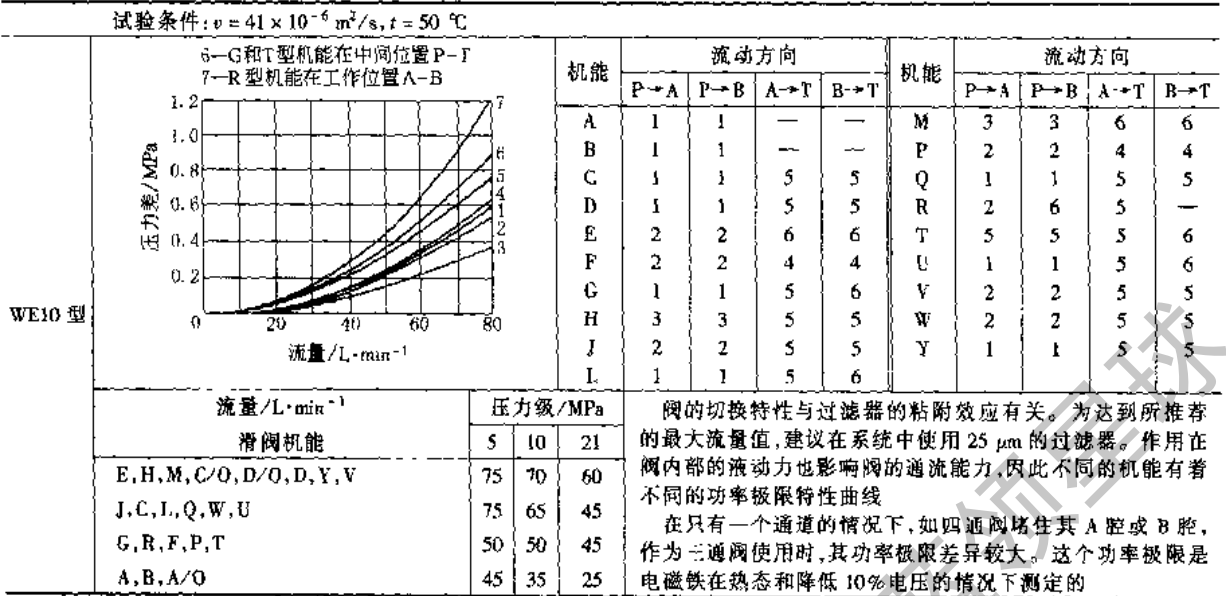 试验条件:υ=41×10⁻⁶ m²/s,t=50 ℃
WE10 型
6—G和T型机能在中间位置P-T
7—R型机能在工作位置A-B
压力差/MPa
1.2
1.0
0.8
0.6
0.4
0.2
0 20 40 60 80
7
6
5
4
1
2
3
流量/L·min⁻¹
机能 流动方向 机能 流动方向
P→A P→B A→T B→T P→A P→B A→T B→T
A 1 1 — — M 3 3 6 6
B 1 1 — — P 2 2 4 4
C 1 1 5 5 Q 1 1 5 5
D 1 1 5 5 R 2 6 5 —
E 2 2 6 6 T 5 5 5 6
F 2 2 4 4 U 1 1 5 6
G 1 1 5 6 V 2 2 5 5
H 3 3 5 5 W 2 2 5 5
J 2 2 5 5 Y 1 1 5 5
L 1 1 5 6
流量/L·min⁻¹ 压力级/MPa
滑阀机能 5 10 21
E,H,M,C/O,D/O,D,Y,V 75 70 60
J,C,L,Q,W,U 75 65 45
G,R,F,P,T 50 50 45
A,B,A/O 45 35 25
阀的切换特性与过滤器的粘附效应有关。为达到所推荐
的最大流量值,建议在系统中使用 25 μm 的过滤器。作用在
阀内部的液动力也影响阀的通流能力,因此不同的机能有着
不同的功率极限特性曲线
在只有一个通道的情况下,如四通阀堵住其 A 腔或 B 腔,
作为三通阀使用时,其功率极限差异较大。这个功率极限是
电磁铁在热态和降低 10%电压的情况下测定的
领星球